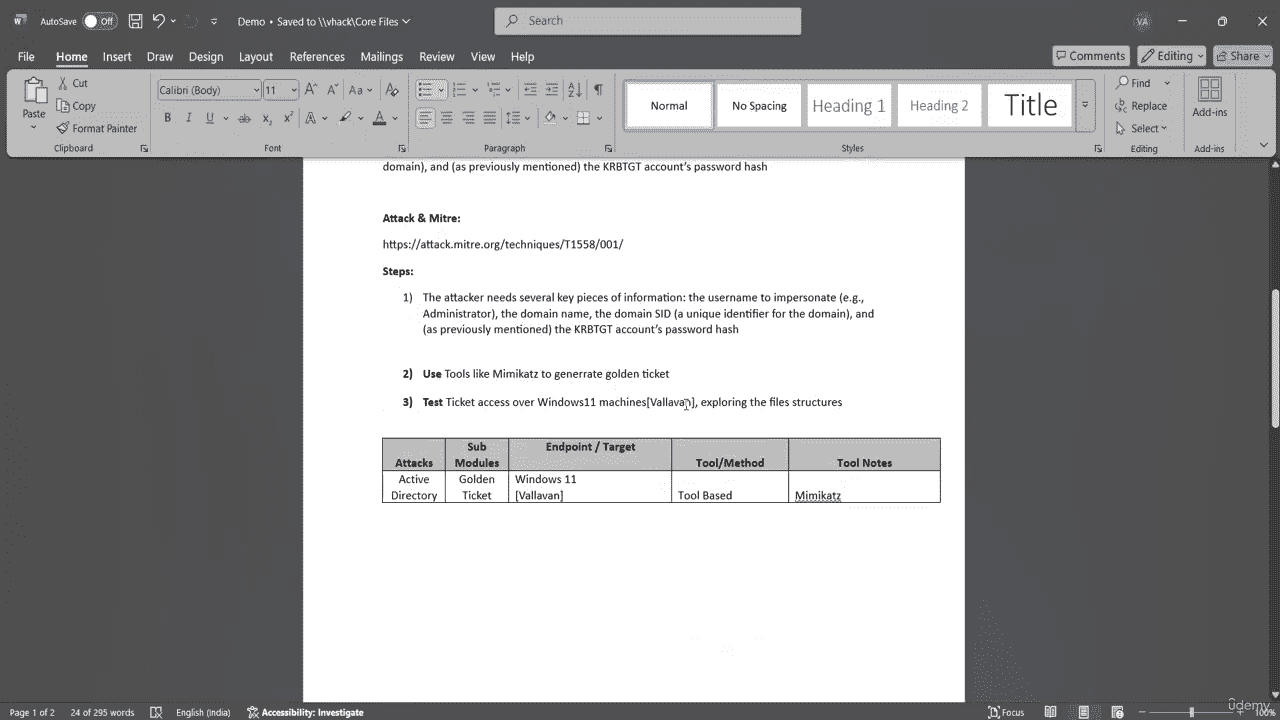 AutoSave Off Demo • Saved to \\vhack\Core Files Search VA
File Home Insert Draw Design Layout References Mailings Review View Help Comments Editing Share
Paste Cut Copy Format Painter
Calibri (Body) 11
Normal No Spacing Heading 1 Heading 2 Title
Find Replace Select Add-ins
Clipboard Font Paragraph Styles Editing Add-ins
domain), and (as previously mentioned) the KRBTGT account’s password hash
Attack & Mitre:
https://attack.mitre.org/techniques/T1558/001/
Steps:
1) The attacker needs several key pieces of information: the username to impersonate (e.g.,
Administrator), the domain name, the domain SID (a unique identifier for the domain), and
(as previously mentioned) the KRBTGT account’s password hash
2) Use Tools like Mimikatz to generrate golden ticket
3) Test Ticket access over Windows11 machines[Vallavan], exploring the files structures
Attacks Sub Modules Endpoint / Target Tool/Method Tool Notes
Active Directory Golden Ticket Windows 11 [Vallavan] Tool Based Mimikatz
Page 1 of 2 24 of 295 words English (India) Accessibility: Investigate Focus 100%
ûdemy